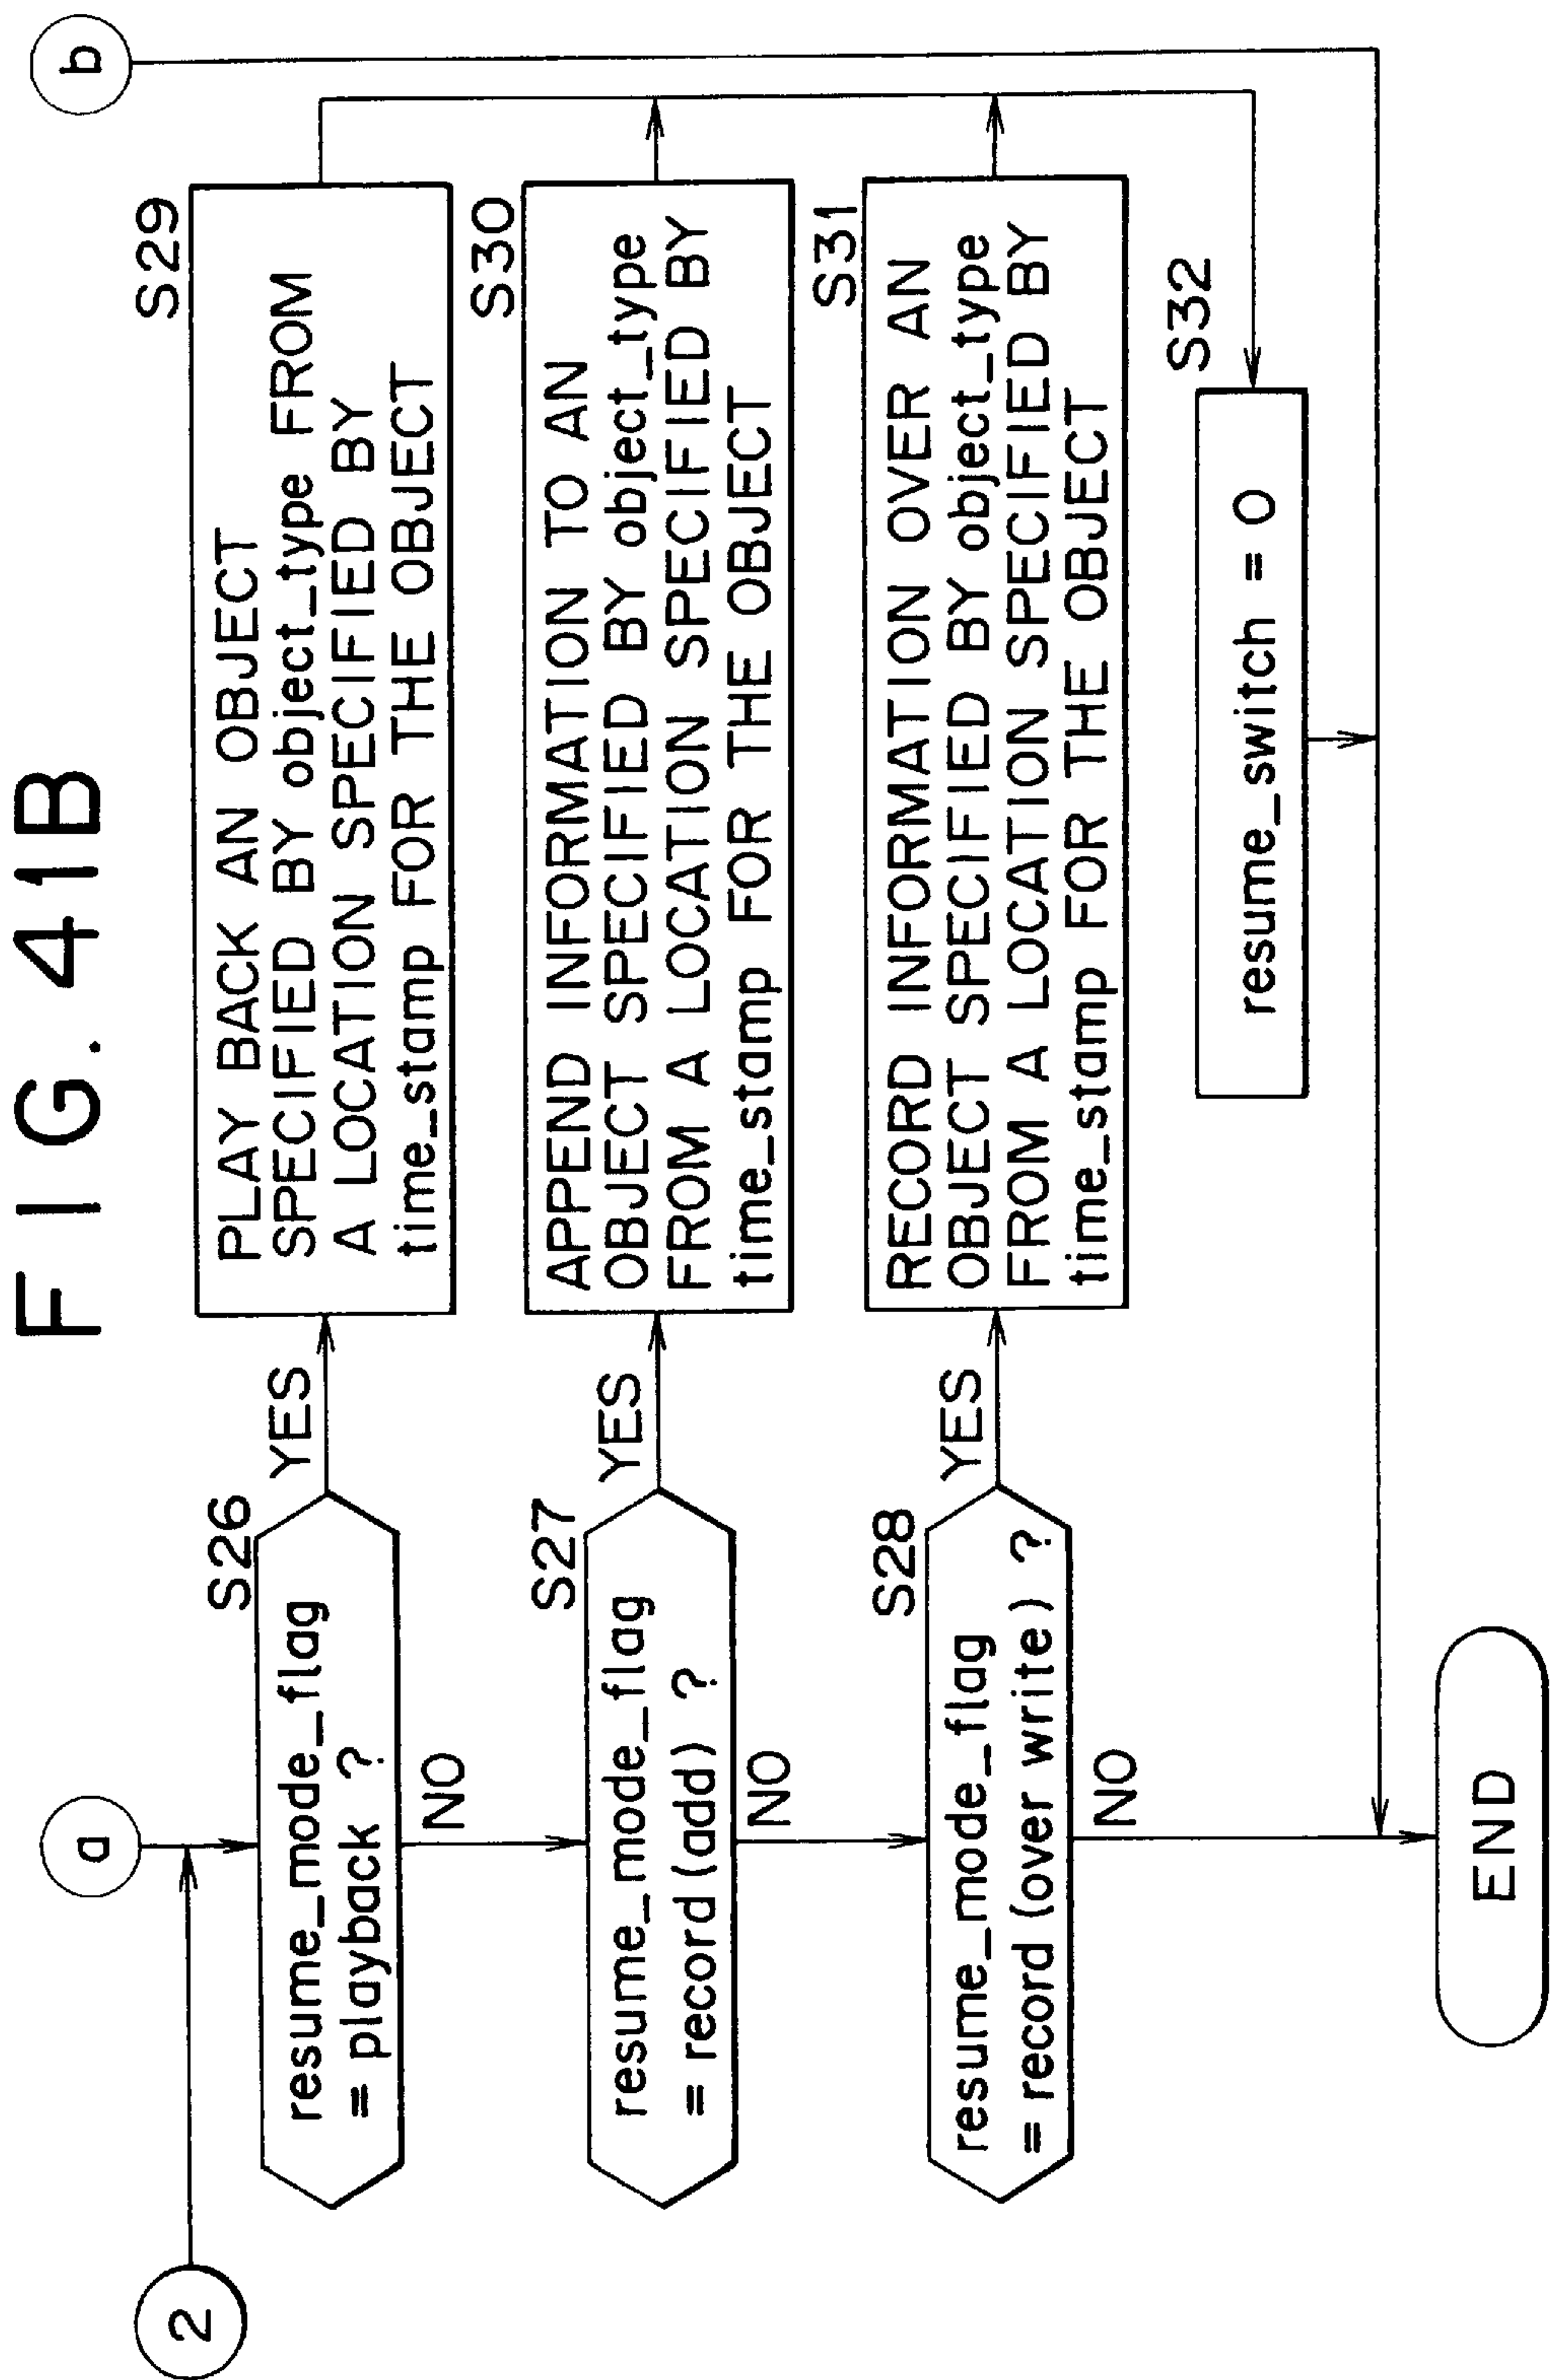 FIG. 41B
a
b
2
S26
resume_mode_flag
= playback ?
YES
NO
S29
PLAY BACK AN OBJECT
SPECIFIED BY object_type FROM
A LOCATION SPECIFIED BY
time_stamp FOR THE OBJECT
S27
resume_mode_flag
= record (add) ?
YES
NO
S30
APPEND INFORMATION TO AN
OBJECT SPECIFIED BY object_type
FROM A LOCATION SPECIFIED BY
time_stamp FOR THE OBJECT
S28
resume_mode_flag
= record (over write) ?
YES
NO
S31
RECORD INFORMATION OVER AN
OBJECT SPECIFIED BY object_type
FROM A LOCATION SPECIFIED BY
time_stamp FOR THE OBJECT
S32
resume_switch = 0
END